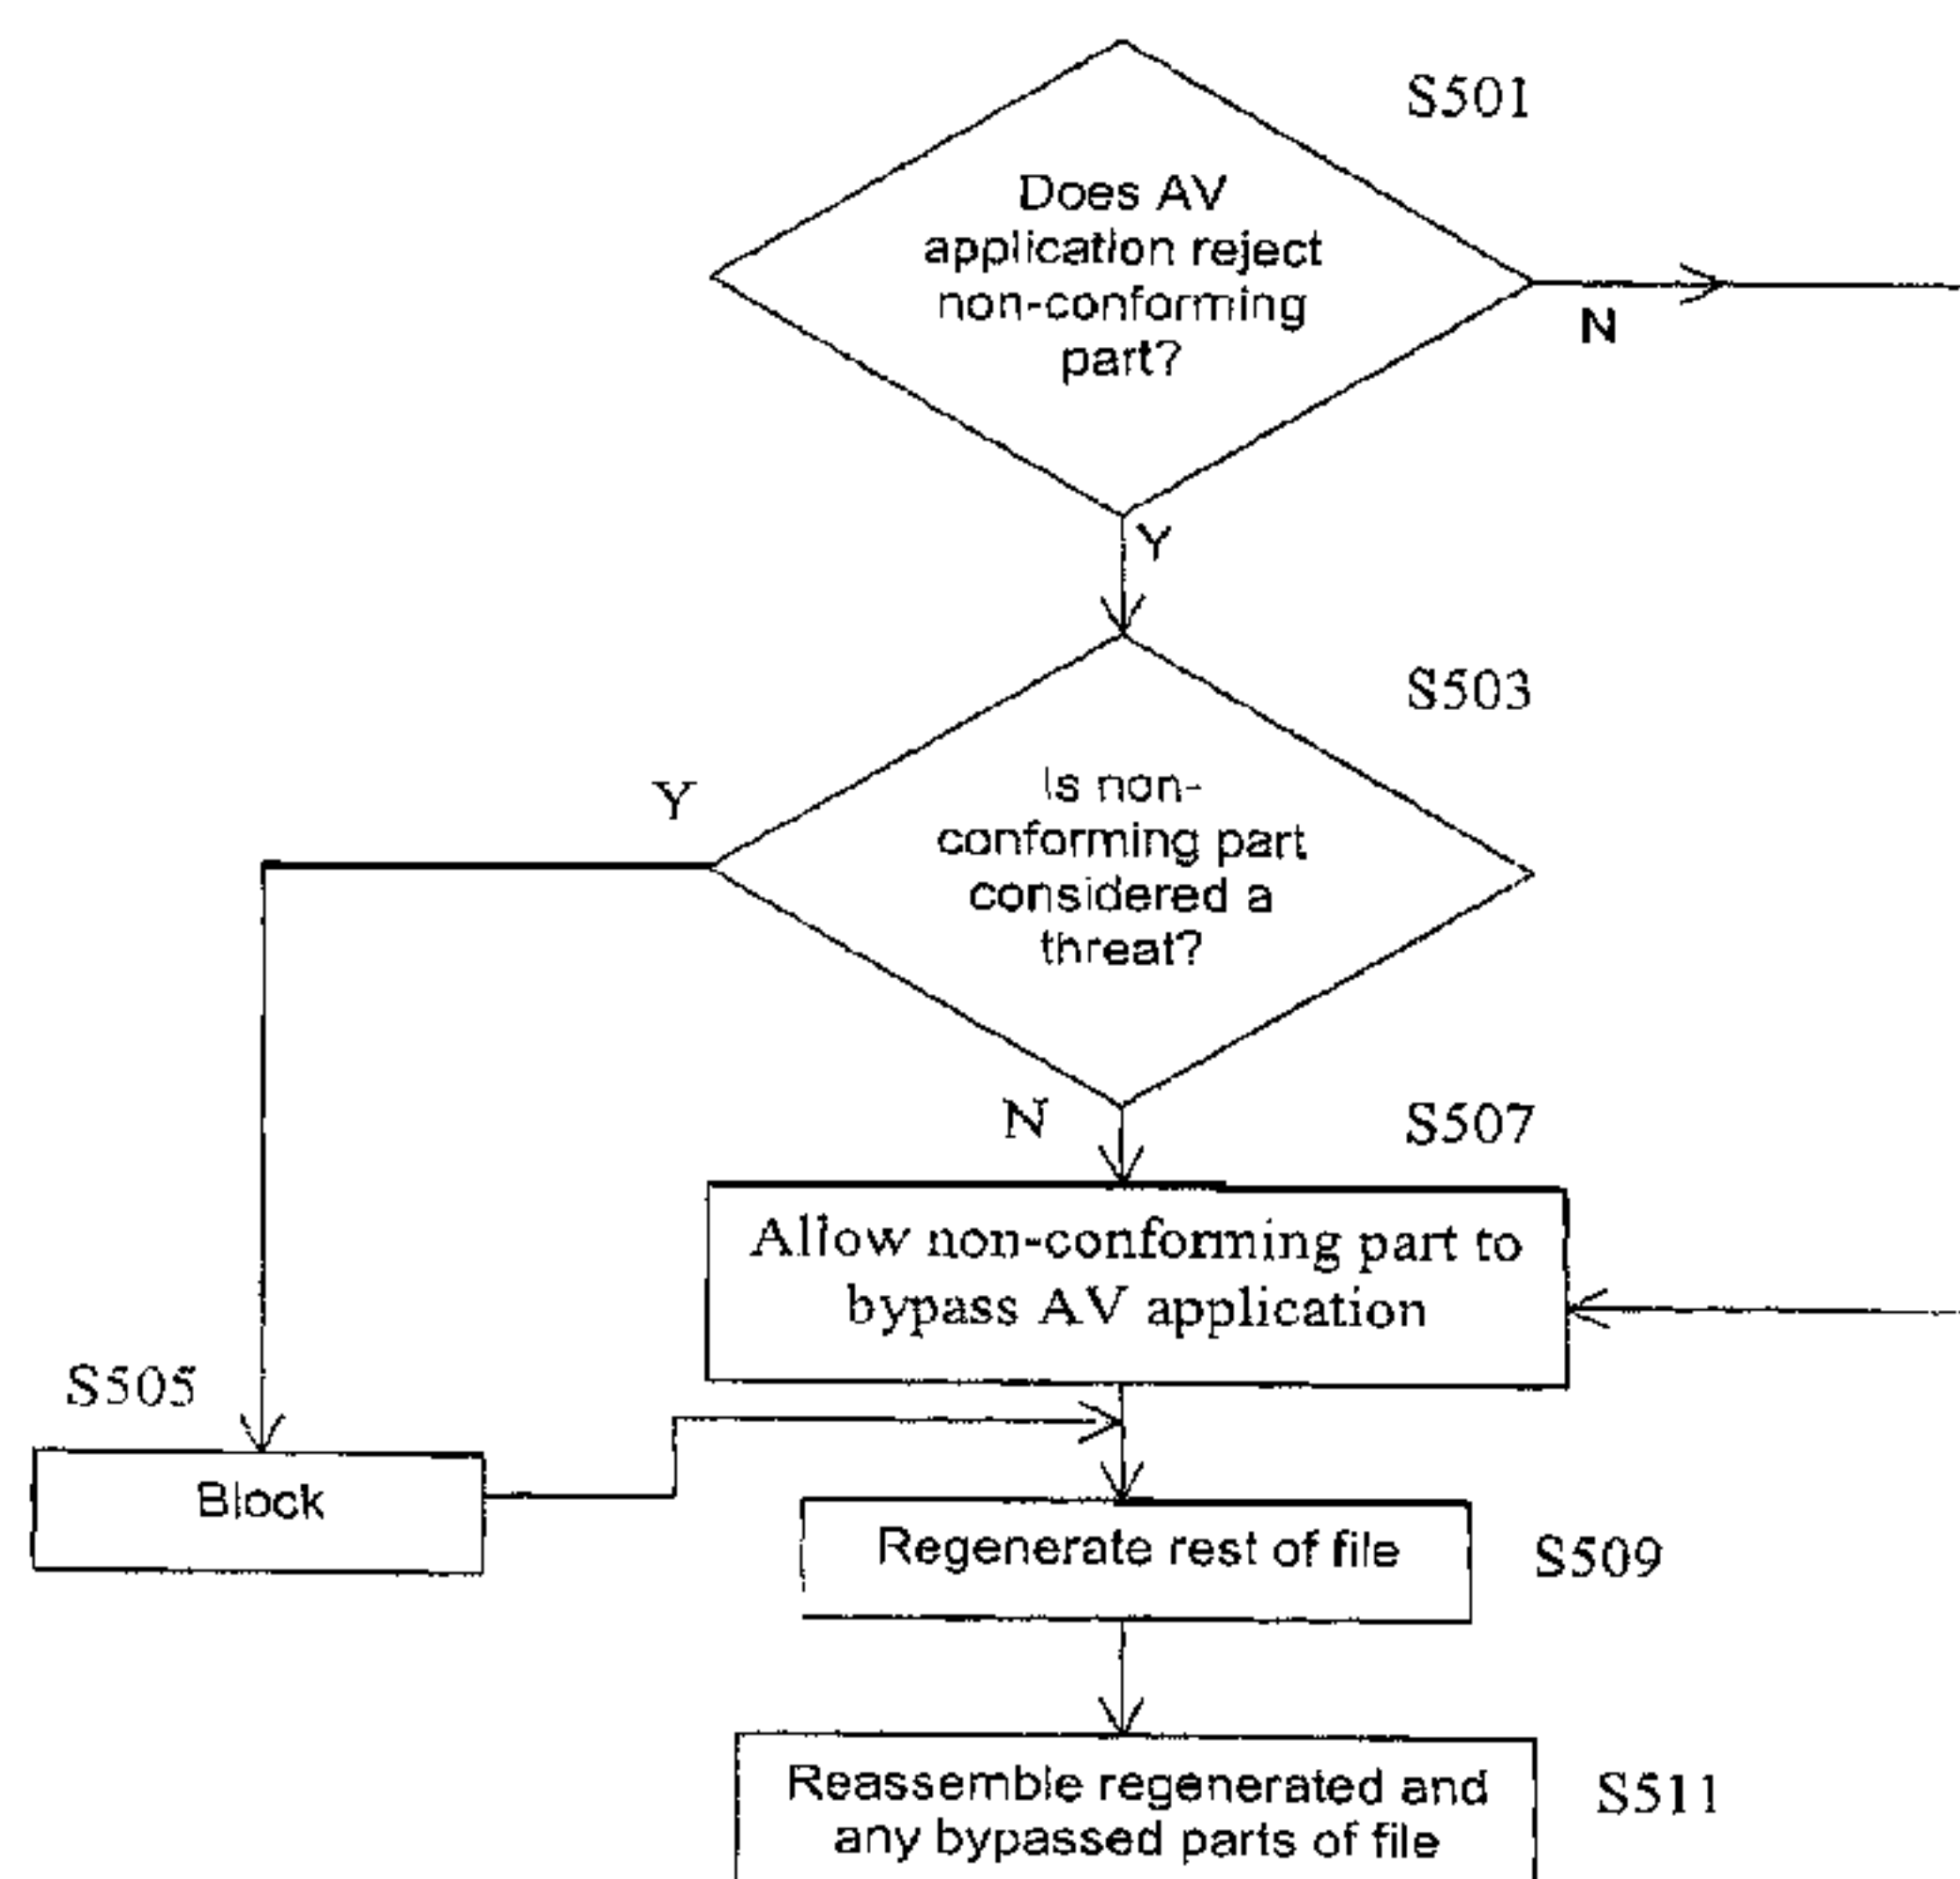 S501
Does AV
application reject
non-conforming
part?
N
Y
S503
Is non-
conforming part
considered a
threat?
Y
N
S507
Allow non-conforming part to
bypass AV application
S505
Block
Regenerate rest of file
S509
Reassemble regenerated and
any bypassed parts of file
S511